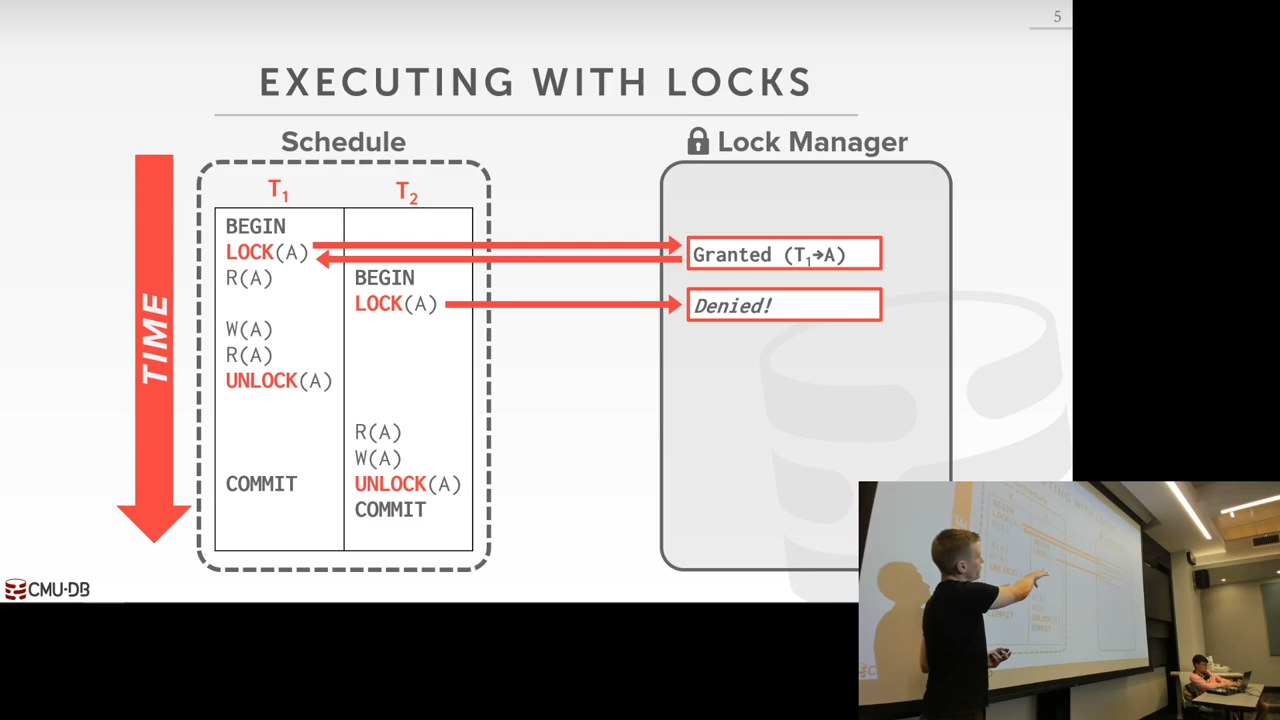 5
EXECUTING WITH LOCKS
Schedule
Lock Manager
TIME
T1
T2
BEGIN
LOCK(A)
R(A)
BEGIN
LOCK(A)
W(A)
R(A)
UNLOCK(A)
R(A)
W(A)
COMMIT
UNLOCK(A)
COMMIT
Granted (T1→A)
Denied!
CMU·DB